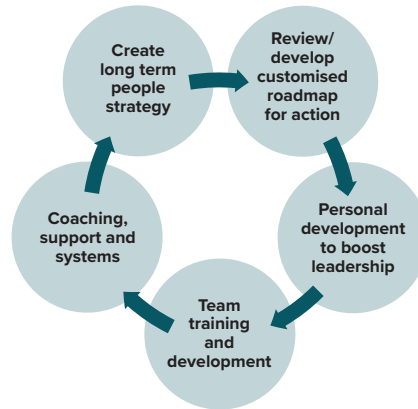 Create
long term
people
strategy
Review/
develop
customised
roadmap
for action
Personal
development
to boost
leadership
Team
training
and
development
Coaching,
support and
systems